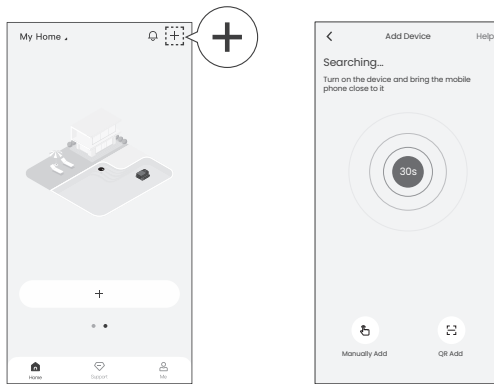 My Home
Add Device
Help
Searching...
Turn on the device and bring the mobile
phone close to it
30s
Manually Add
QR Add
Home
Support
Me